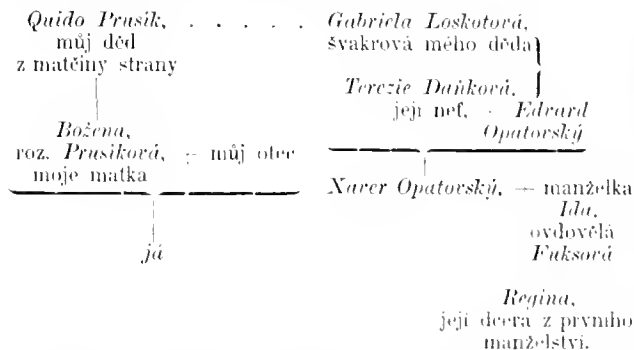 Quido Prusík, . . . . . Gabriela Loskotová,
můj děd švakrová mého děda
z matčiny strany
Terezie Daňková,
její neť, - Edvard
Opatorský
Božena,
roz. Prusíková, – můj otec
moje matka
Xaver Opatorský, — manželka
Ida,
ovdovělá
Fuksová
já
Regina,
její dcera z prvního
manželství.